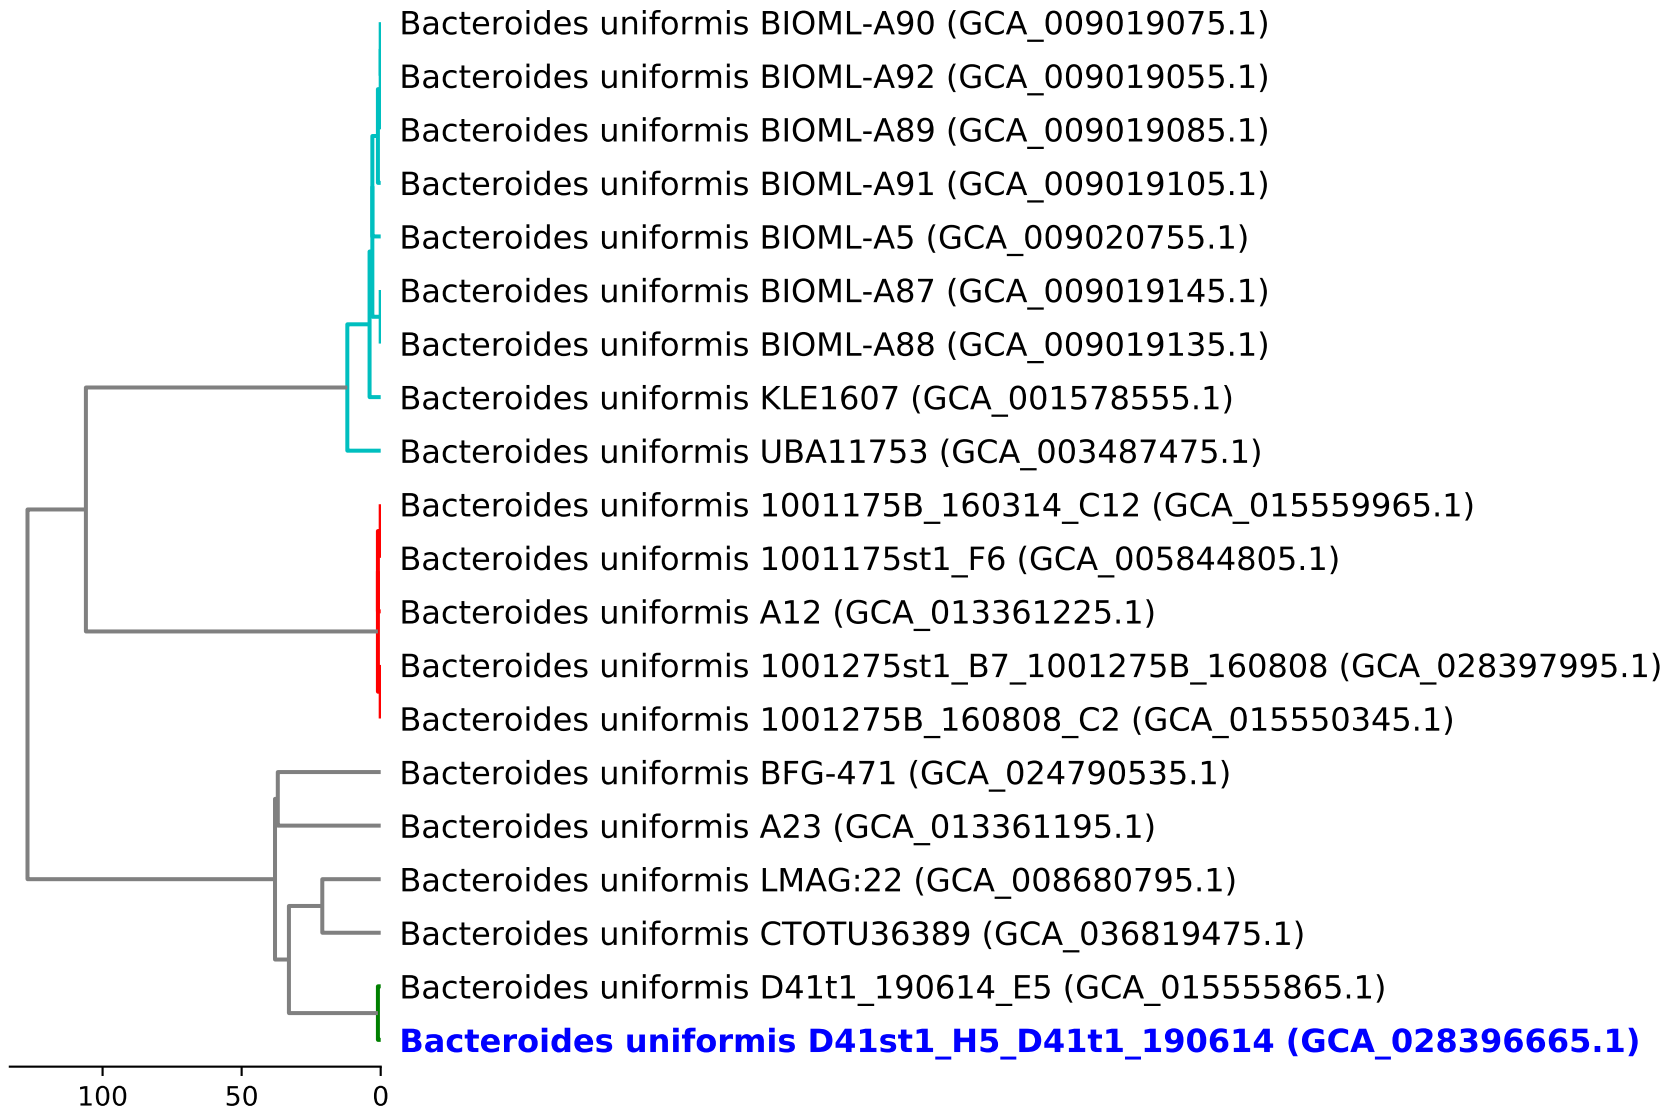 Bacteroides uniformis BIOML-A90 (GCA_009019075.1)
Bacteroides uniformis BIOML-A92 (GCA_009019055.1)
Bacteroides uniformis BIOML-A89 (GCA_009019085.1)
Bacteroides uniformis BIOML-A91 (GCA_009019105.1)
Bacteroides uniformis BIOML-A5 (GCA_009020755.1)
Bacteroides uniformis BIOML-A87 (GCA_009019145.1)
Bacteroides uniformis BIOML-A88 (GCA_009019135.1)
Bacteroides uniformis KLE1607 (GCA_001578555.1)
Bacteroides uniformis UBA11753 (GCA_003487475.1)
Bacteroides uniformis 1001175B_160314_C12 (GCA_015559965.1)
Bacteroides uniformis 1001175st1_F6 (GCA_005844805.1)
Bacteroides uniformis A12 (GCA_013361225.1)
Bacteroides uniformis 1001275st1_B7_1001275B_160808 (GCA_028397995.1)
Bacteroides uniformis 1001275B_160808_C2 (GCA_015550345.1)
Bacteroides uniformis BFG-471 (GCA_024790535.1)
Bacteroides uniformis A23 (GCA_013361195.1)
Bacteroides uniformis LMAG:22 (GCA_008680795.1)
Bacteroides uniformis CTOTU36389 (GCA_036819475.1)
Bacteroides uniformis D41t1_190614_E5 (GCA_015555865.1)
Bacteroides uniformis D41st1_H5_D41t1_190614 (GCA_028396665.1)
100 50 0